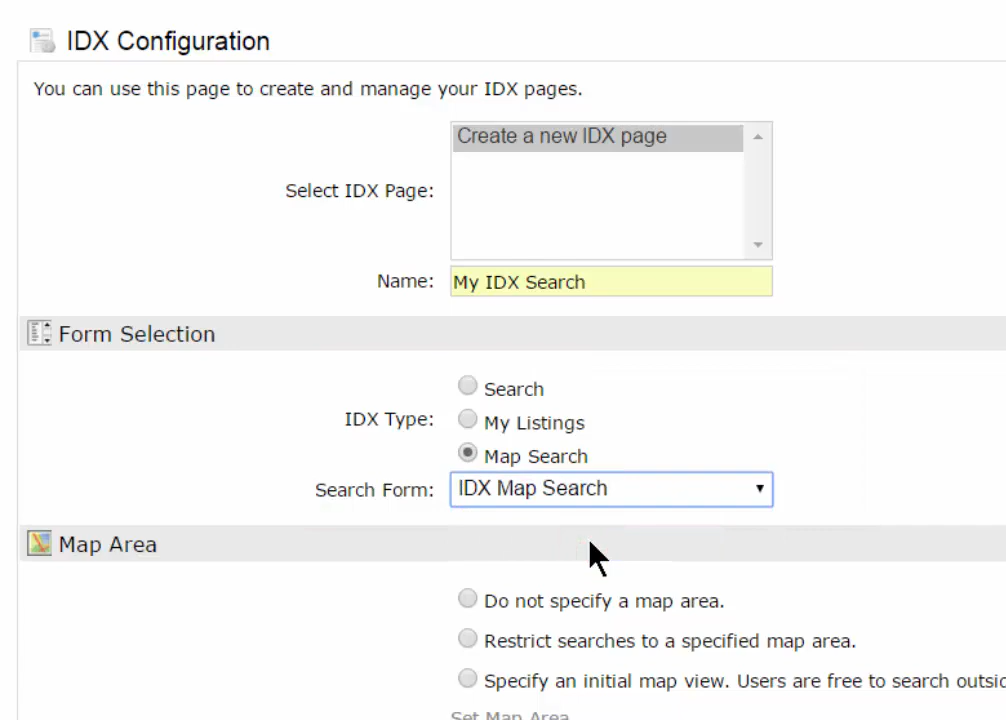 IDX Configuration
You can use this page to create and manage your IDX pages.
Create a new IDX page
Select IDX Page:
Name: My IDX Search
Form Selection
Search
IDX Type: My Listings
Map Search
Search Form: IDX Map Search
Map Area
Do not specify a map area.
Restrict searches to a specified map area.
Specify an initial map view. Users are free to search
Set Map Area